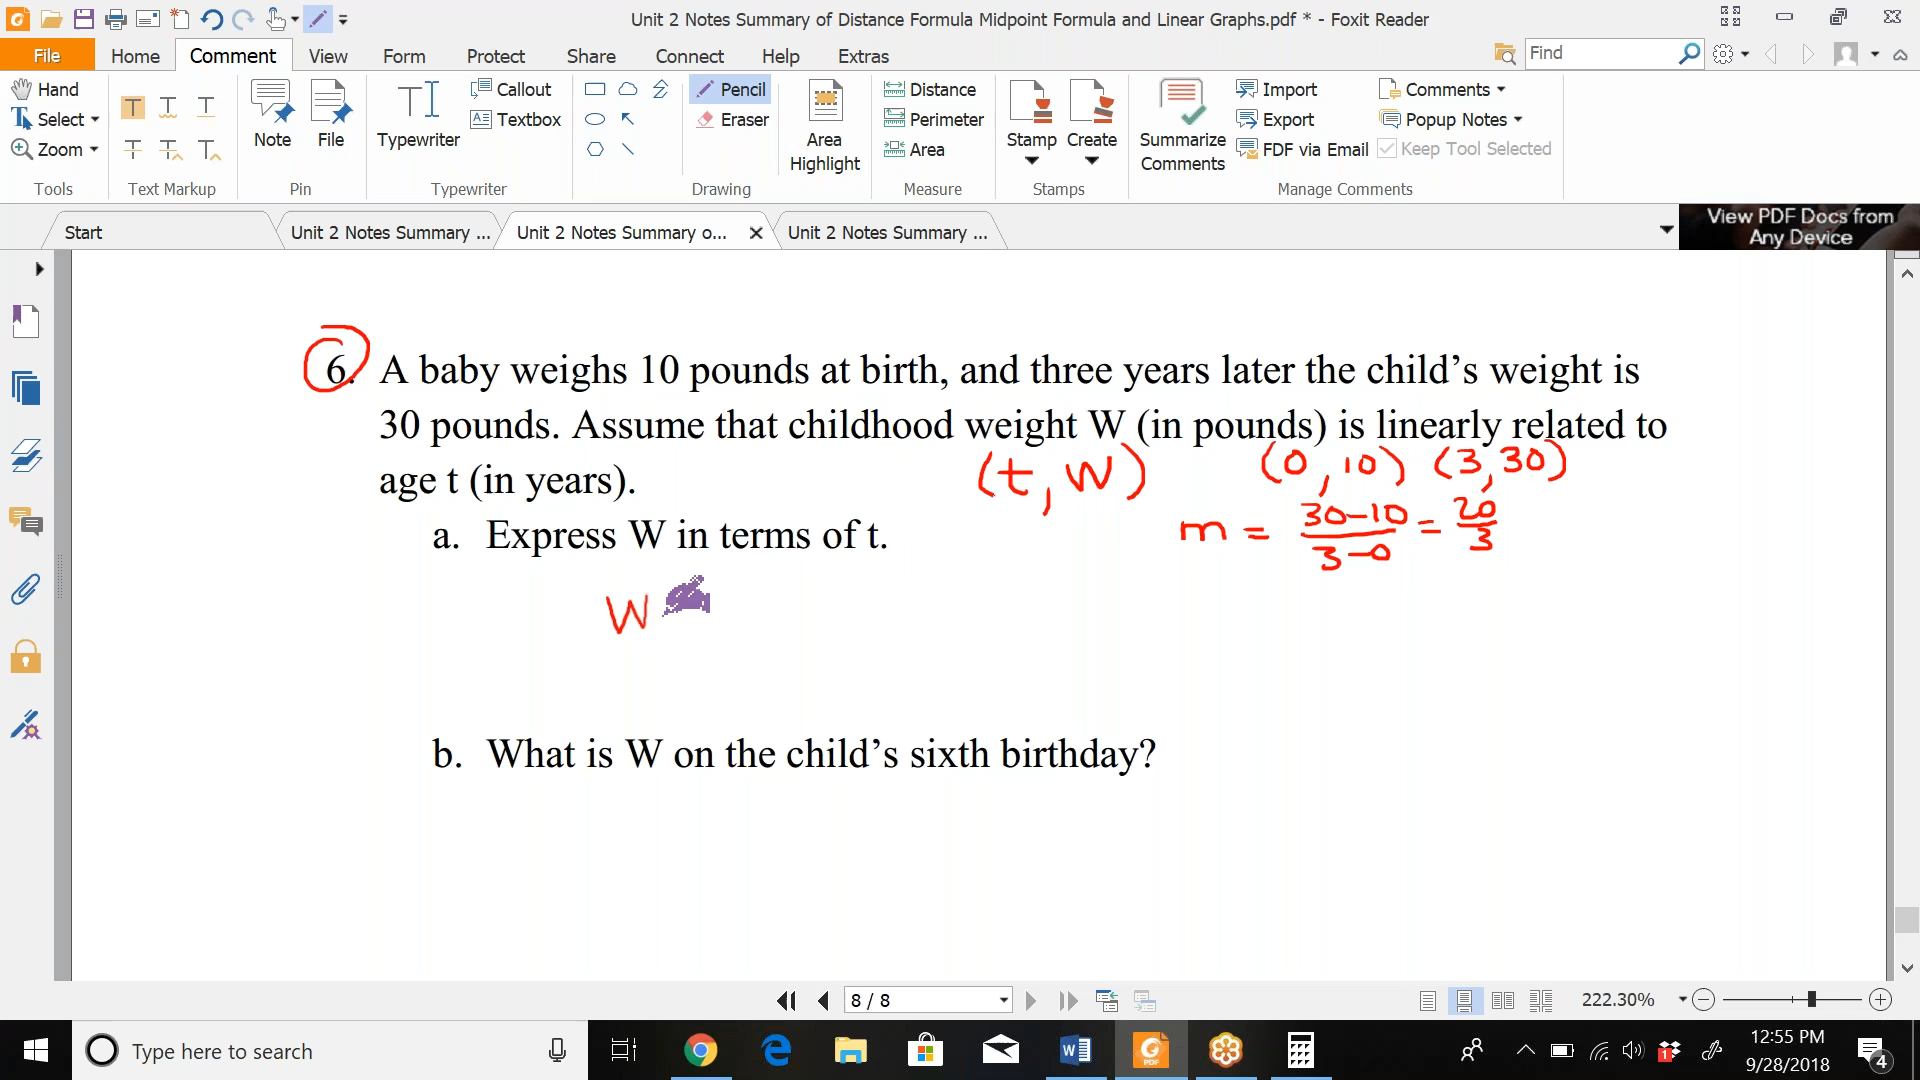 Unit 2 Notes Summary of Distance Formula Midpoint Formula and Linear Graphs.pdf * - Foxit Reader
File Home Comment View Form Protect Share Connect Help Extras
Find
Hand
Select
Zoom
Tools
Text Markup
Note
File
Pin
Typewriter
Callout
Textbox
Typewriter
Pencil
Eraser
Drawing
Area
Highlight
Distance
Perimeter
Area
Measure
Stamp
Create
Stamps
Summarize
Comments
Import
Export
FDF via Email
Comments
Popup Notes
Keep Tool Selected
Manage Comments
Start
Unit 2 Notes Summary ...
Unit 2 Notes Summary o...
Unit 2 Notes Summary ...
View PDF Docs from
Any Device
6. A baby weighs 10 pounds at birth, and three years later the child’s weight is
30 pounds. Assume that childhood weight W (in pounds) is linearly related to
age t (in years).
(t, W) (0, 10) (3, 30)
a. Express W in terms of t.
m = 30-10 / 3-0 = 20 / 3
W
b. What is W on the child’s sixth birthday?
8 / 8
222.30%
Type here to search
12:55 PM
9/28/2018
1
4